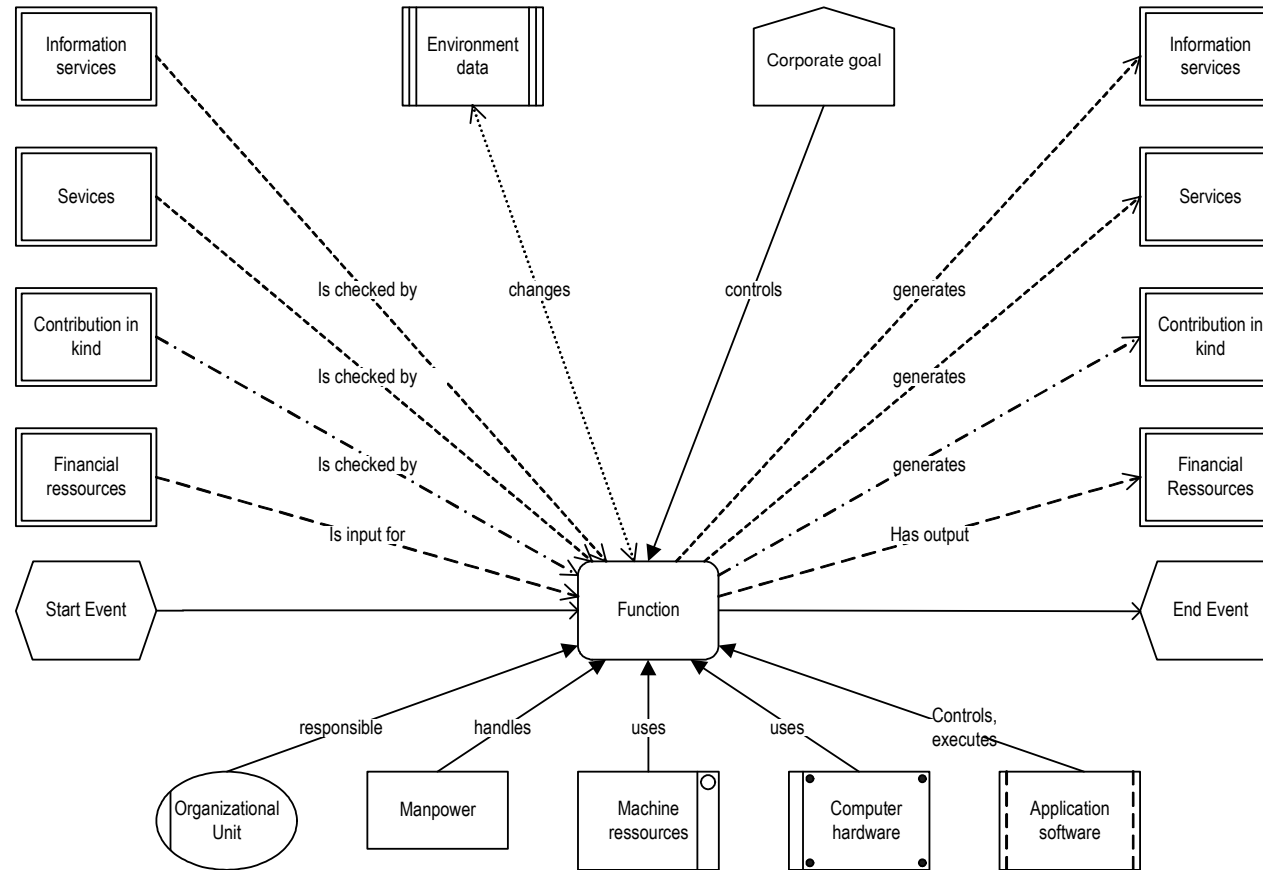 Information
services
Environment
data
Corporate goal
Information
services
Sevices
Services
Is checked by
changes
controls
generates
Contribution in
kind
Contribution in
kind
Is checked by
generates
Financial
ressources
Is checked by
generates
Financial
Ressources
Is input for
Has output
Start Event
Function
End Event
responsible
handles
uses
uses
Controls,
executes
Organizational
Unit
Manpower
Machine
ressources
Computer
hardware
Application
software